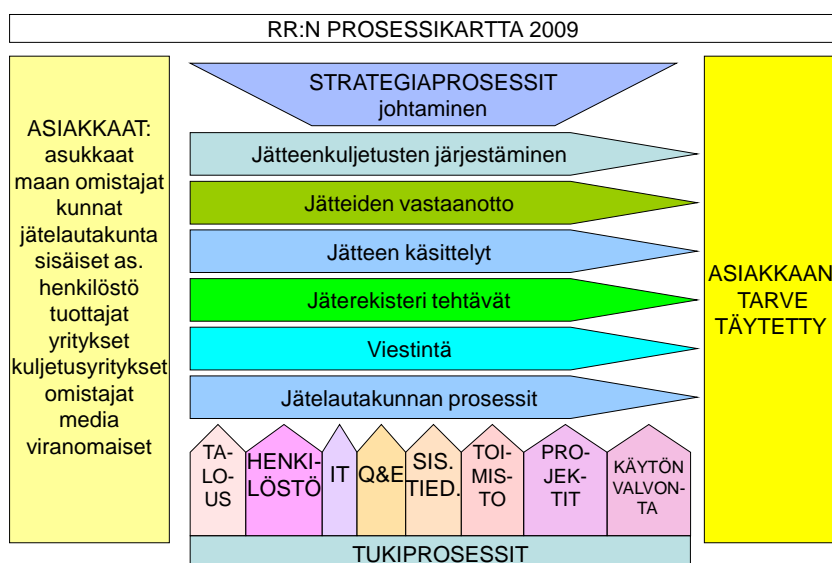 RR:N PROSESSIKARTTA 2009
ASIAKKAAT:
asukkaat
maan omistajat
kunnat
jätelautakunta
sisäiset as.
henkilöstö
tuottajat
yritykset
kuljetusyritykset
omistajat
media
viranomaiset
STRATEGIAPROSESSIT
johtaminen
Jätteenkuljetusten järjestäminen
Jätteiden vastaanotto
Jätteen käsittelyt
Jäterekisteri tehtävät
Viestintä
Jätelautakunnan prosessit
TA-
LO-
US
HENKI-
LÖSTÖ
IT
Q&E
SIS.
TIED.
TOI-
MIS-
TO
PRO-
JEK-
TIT
KÄYTÖN
VALVON-
TA
TUKIPROSESSIT
ASIAKKAAN
TARVE
TÄYTETTY